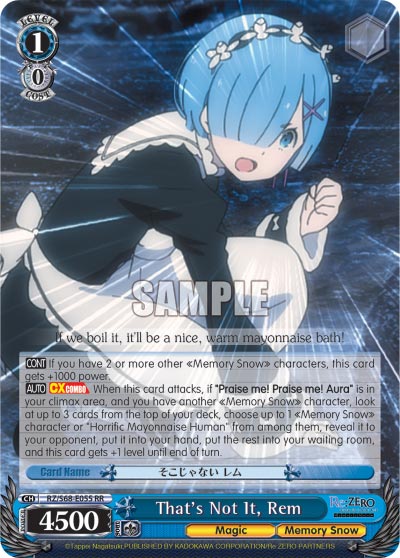 LEVEL
1
0
COST
SAMPLE
If we boil it, it'll be a nice, warm mayonnaise bath!
CONT If you have 2 or more other «Memory Snow» characters, this card
gets +1000 power.
AUTO CX COMBO When this card attacks, if "Praise me! Praise me! Aura" is in
your climax area, and you have another «Memory Snow» character, look
at up to 3 cards from the top of your deck, choose up to 1 «Memory Snow»
character or "Horrific Mayonnaise Human" from among them, reveal it to
your opponent, put it into your hand, put the rest into your waiting room,
and this card gets +1 level until end of turn.
Card Name そこじゃない レム
CH RZ/S68-E055 RR
That's Not It, Rem
Re:ZERO
POWER 4500 SOUL
Magic Memory Snow
©Tappei Nagatsuki,PUBLISHED BY KADOKAWA CORPORATION/Re:ZERO PARTNERS